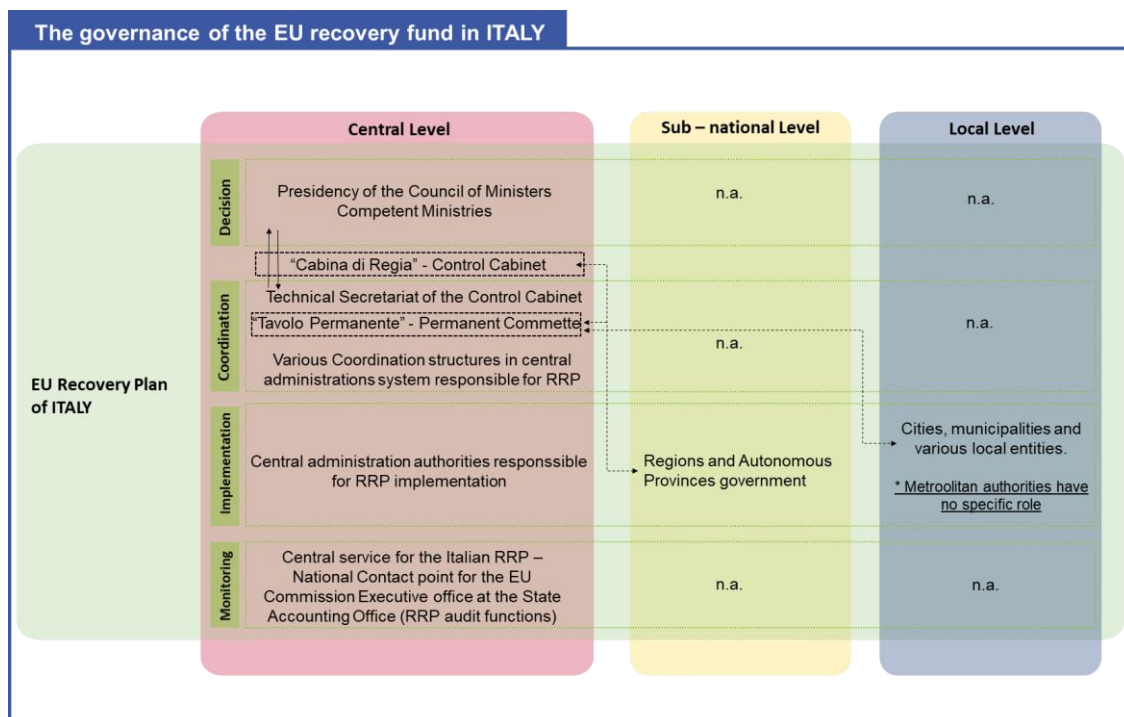 The governance of the EU recovery fund in ITALY
Central Level
Sub – national Level
Local Level
EU Recovery Plan
of ITALY
Decision
Presidency of the Council of Ministers
Competent Ministries
n.a.
n.a.
"Cabina di Regia" - Control Cabinet
Coordination
Technical Secretariat of the Control Cabinet
"Tavolo Permanente" - Permanent Commette
Various Coordination structures in central
administrations system responsible for RRP
n.a.
n.a.
Implementation
Central administration authorities responssible
for RRP implementation
Regions and Autonomous
Provinces government
Cities, municipalities and
various local entities.
* Metroolitan authorities have
no specific role
Monitoring
Central service for the Italian RRP –
National Contact point for the EU
Commission Executive office at the State
Accounting Office (RRP audit functions)
n.a.
n.a.